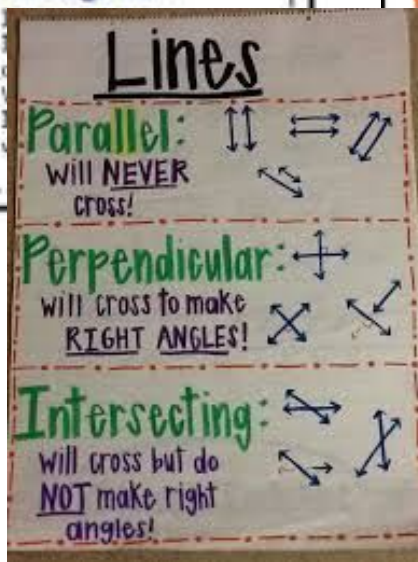 Lines
Parallel:
will NEVER
cross!
Perpendicular:
will cross to make
RIGHT ANGLES!
Intersecting:
will cross but do
NOT make right
angles!